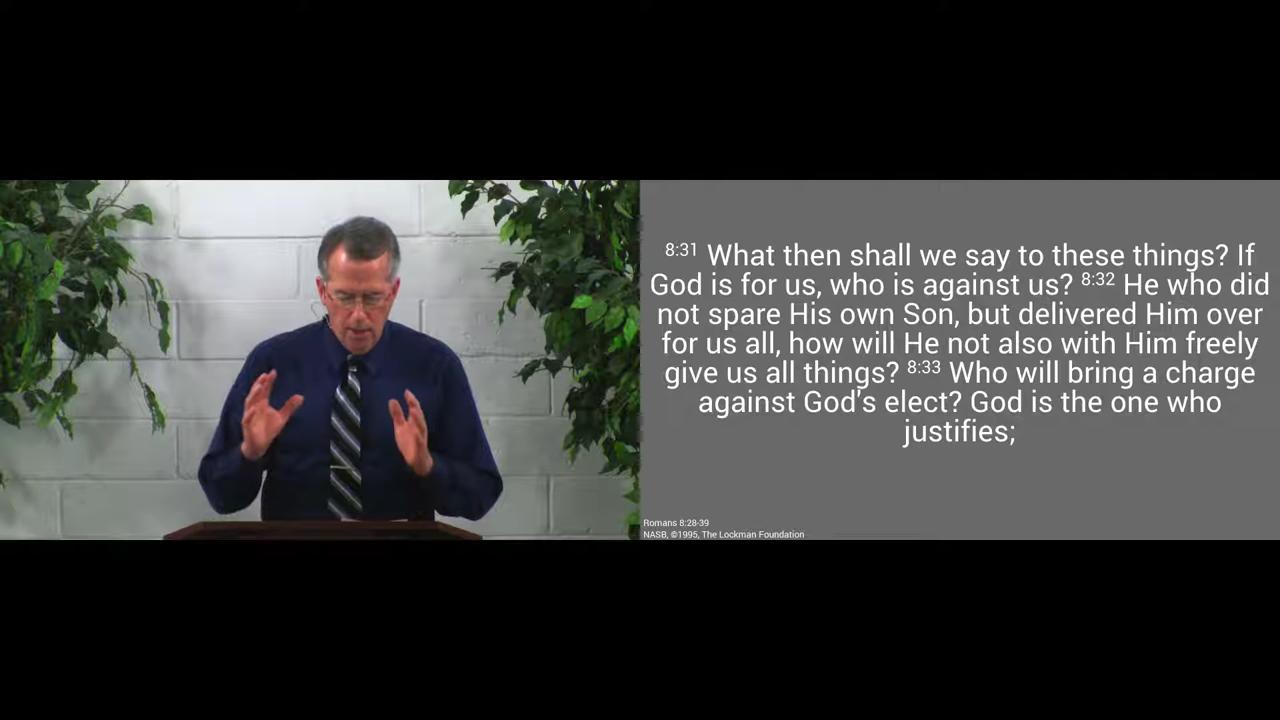 8:31 What then shall we say to these things? If
God is for us, who is against us? 8:32 He who did
not spare His own Son, but delivered Him over
for us all, how will He not also with Him freely
give us all things? 8:33 Who will bring a charge
against God's elect? God is the one who
justifies;
Romans 8:28-39
NASB, ©1995, The Lockman Foundation